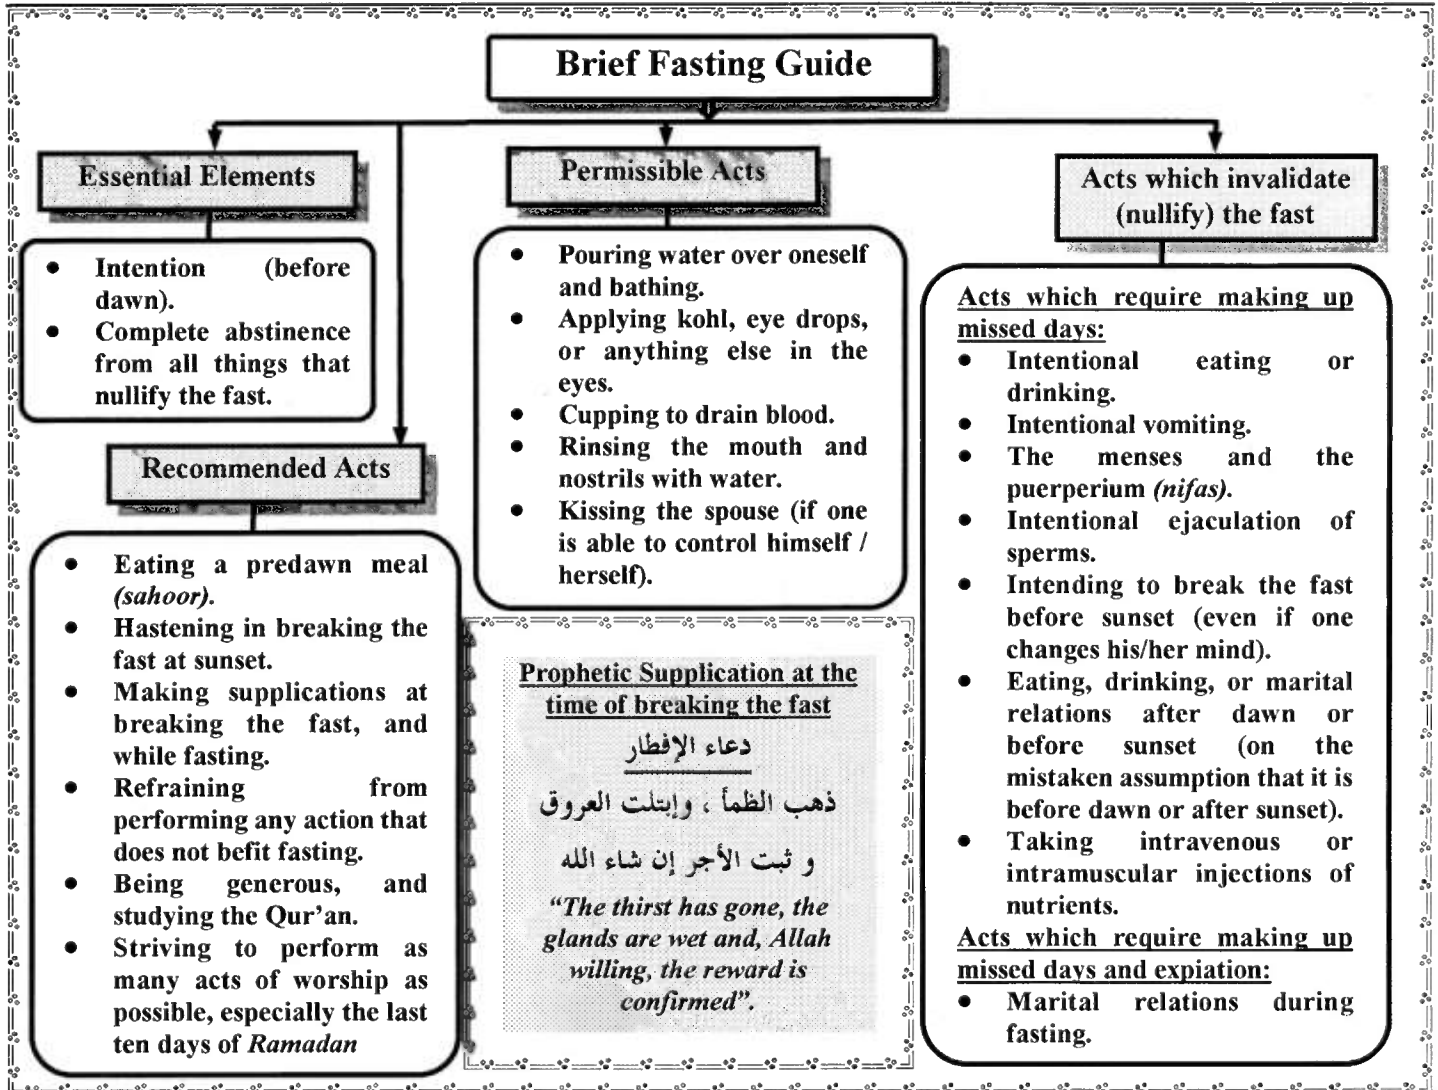 Brief Fasting Guide
Essential Elements
• Intention (before
dawn).
• Complete abstinence
from all things that
nullify the fast.
Recommended Acts
• Eating a predawn meal
(sahoor).
• Hastening in breaking the
fast at sunset.
• Making supplications at
breaking the fast, and
while fasting.
• Refraining from
performing any action that
does not befit fasting.
• Being generous, and
studying the Qur'an.
• Striving to perform as
many acts of worship as
possible, especially the last
ten days of Ramadan
Permissible Acts
• Pouring water over oneself
and bathing.
• Applying kohl, eye drops,
or anything else in the
eyes.
• Cupping to drain blood.
• Rinsing the mouth and
nostrils with water.
• Kissing the spouse (if one
is able to control himself /
herself).
Prophetic Supplication at the
time of breaking the fast
دعاء الإفطار
ذهب الظمأ ، وإبتلت العروق
و ثبت الأجر إن شاء الله
“The thirst has gone, the
glands are wet and, Allah
willing, the reward is
confirmed”.
Acts which invalidate
(nullify) the fast
Acts which require making up
missed days:
• Intentional eating or
drinking.
• Intentional vomiting.
• The menses and the
puerperium (nifas).
• Intentional ejaculation of
sperms.
• Intending to break the fast
before sunset (even if one
changes his/her mind).
• Eating, drinking, or marital
relations after dawn or
before sunset (on the
mistaken assumption that it is
before dawn or after sunset).
• Taking intravenous or
intramuscular injections of
nutrients.
Acts which require making up
missed days and expiation:
• Marital relations during
fasting.